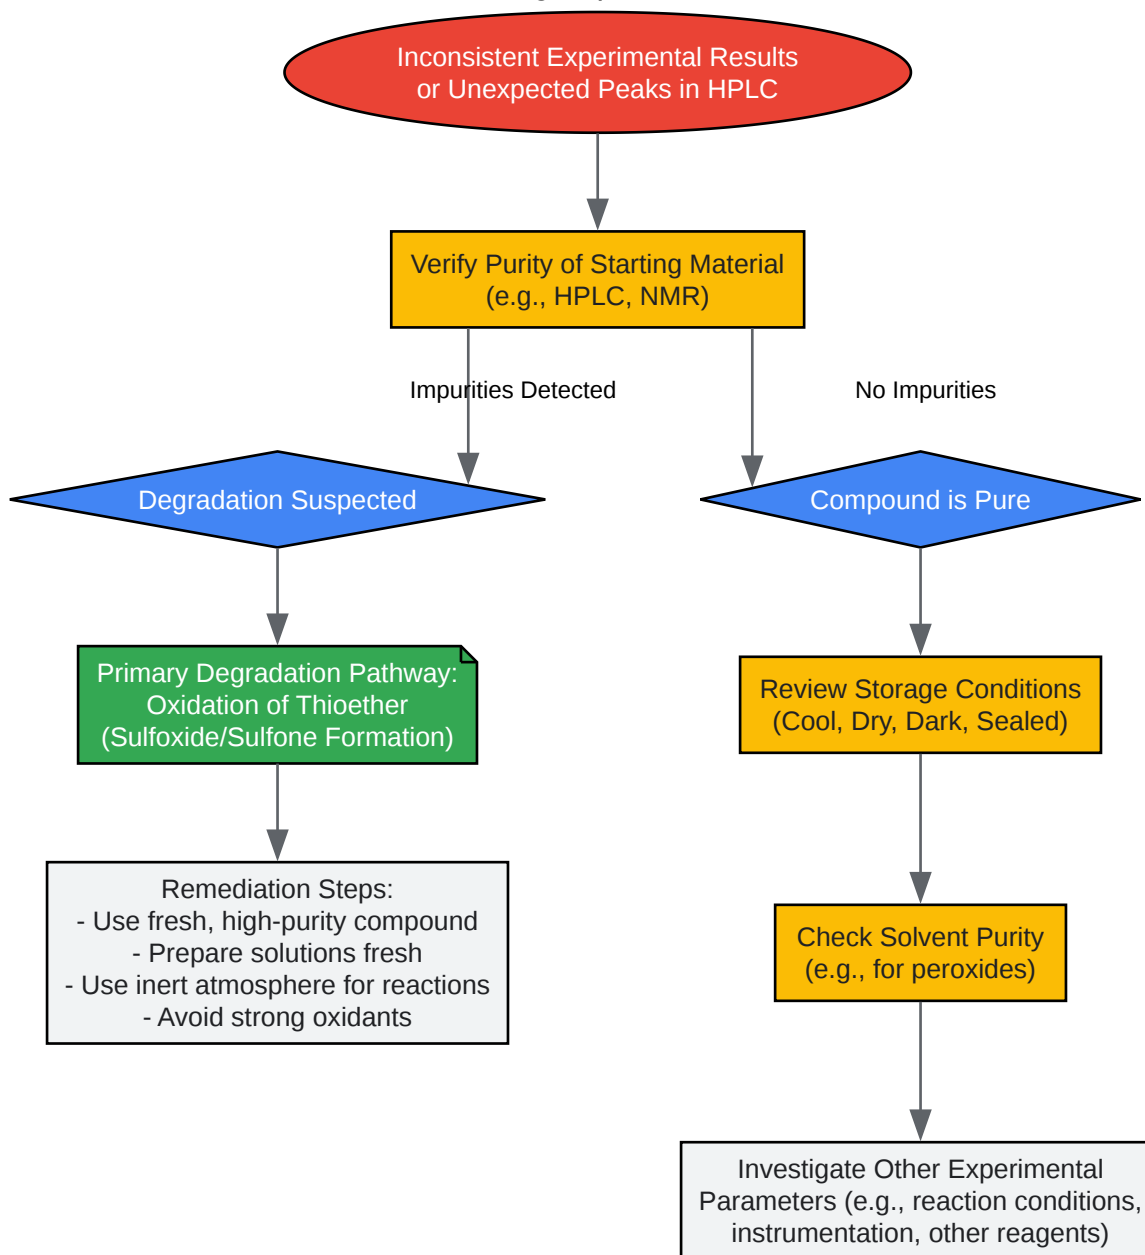 Inconsistent Experimental Results
or Unexpected Peaks in HPLC
Verify Purity of Starting Material
(e.g., HPLC, NMR)
Impurities Detected
No Impurities
Degradation Suspected
Compound is Pure
Primary Degradation Pathway:
Oxidation of Thioether
(Sulfoxide/Sulfone Formation)
Review Storage Conditions
(Cool, Dry, Dark, Sealed)
Remediation Steps:
- Use fresh, high-purity compound
- Prepare solutions fresh
- Use inert atmosphere for reactions
- Avoid strong oxidants
Check Solvent Purity
(e.g., for peroxides)
Investigate Other Experimental
Parameters (e.g., reaction conditions,
instrumentation, other reagents)